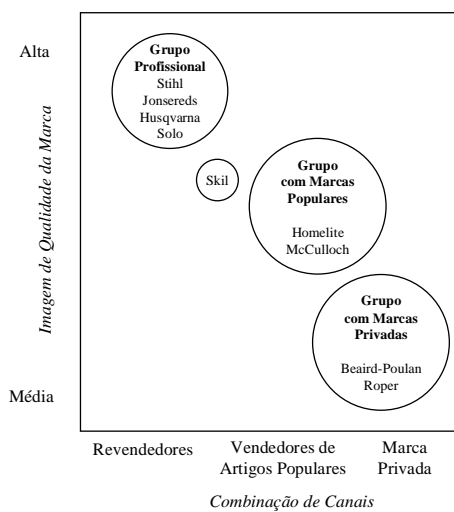 Alta
Imagem de Qualidade da Marca
Média
Grupo
Profissional
Stihl
Jonsereds
Husqvarna
Solo
Skil
Grupo
com Marcas
Populares
Homelite
McCulloch
Grupo
com Marcas
Privadas
Beaird-Poulan
Roper
Revendedores
Vendedores de
Artigos Populares
Marca
Privada
Combinação de Canais